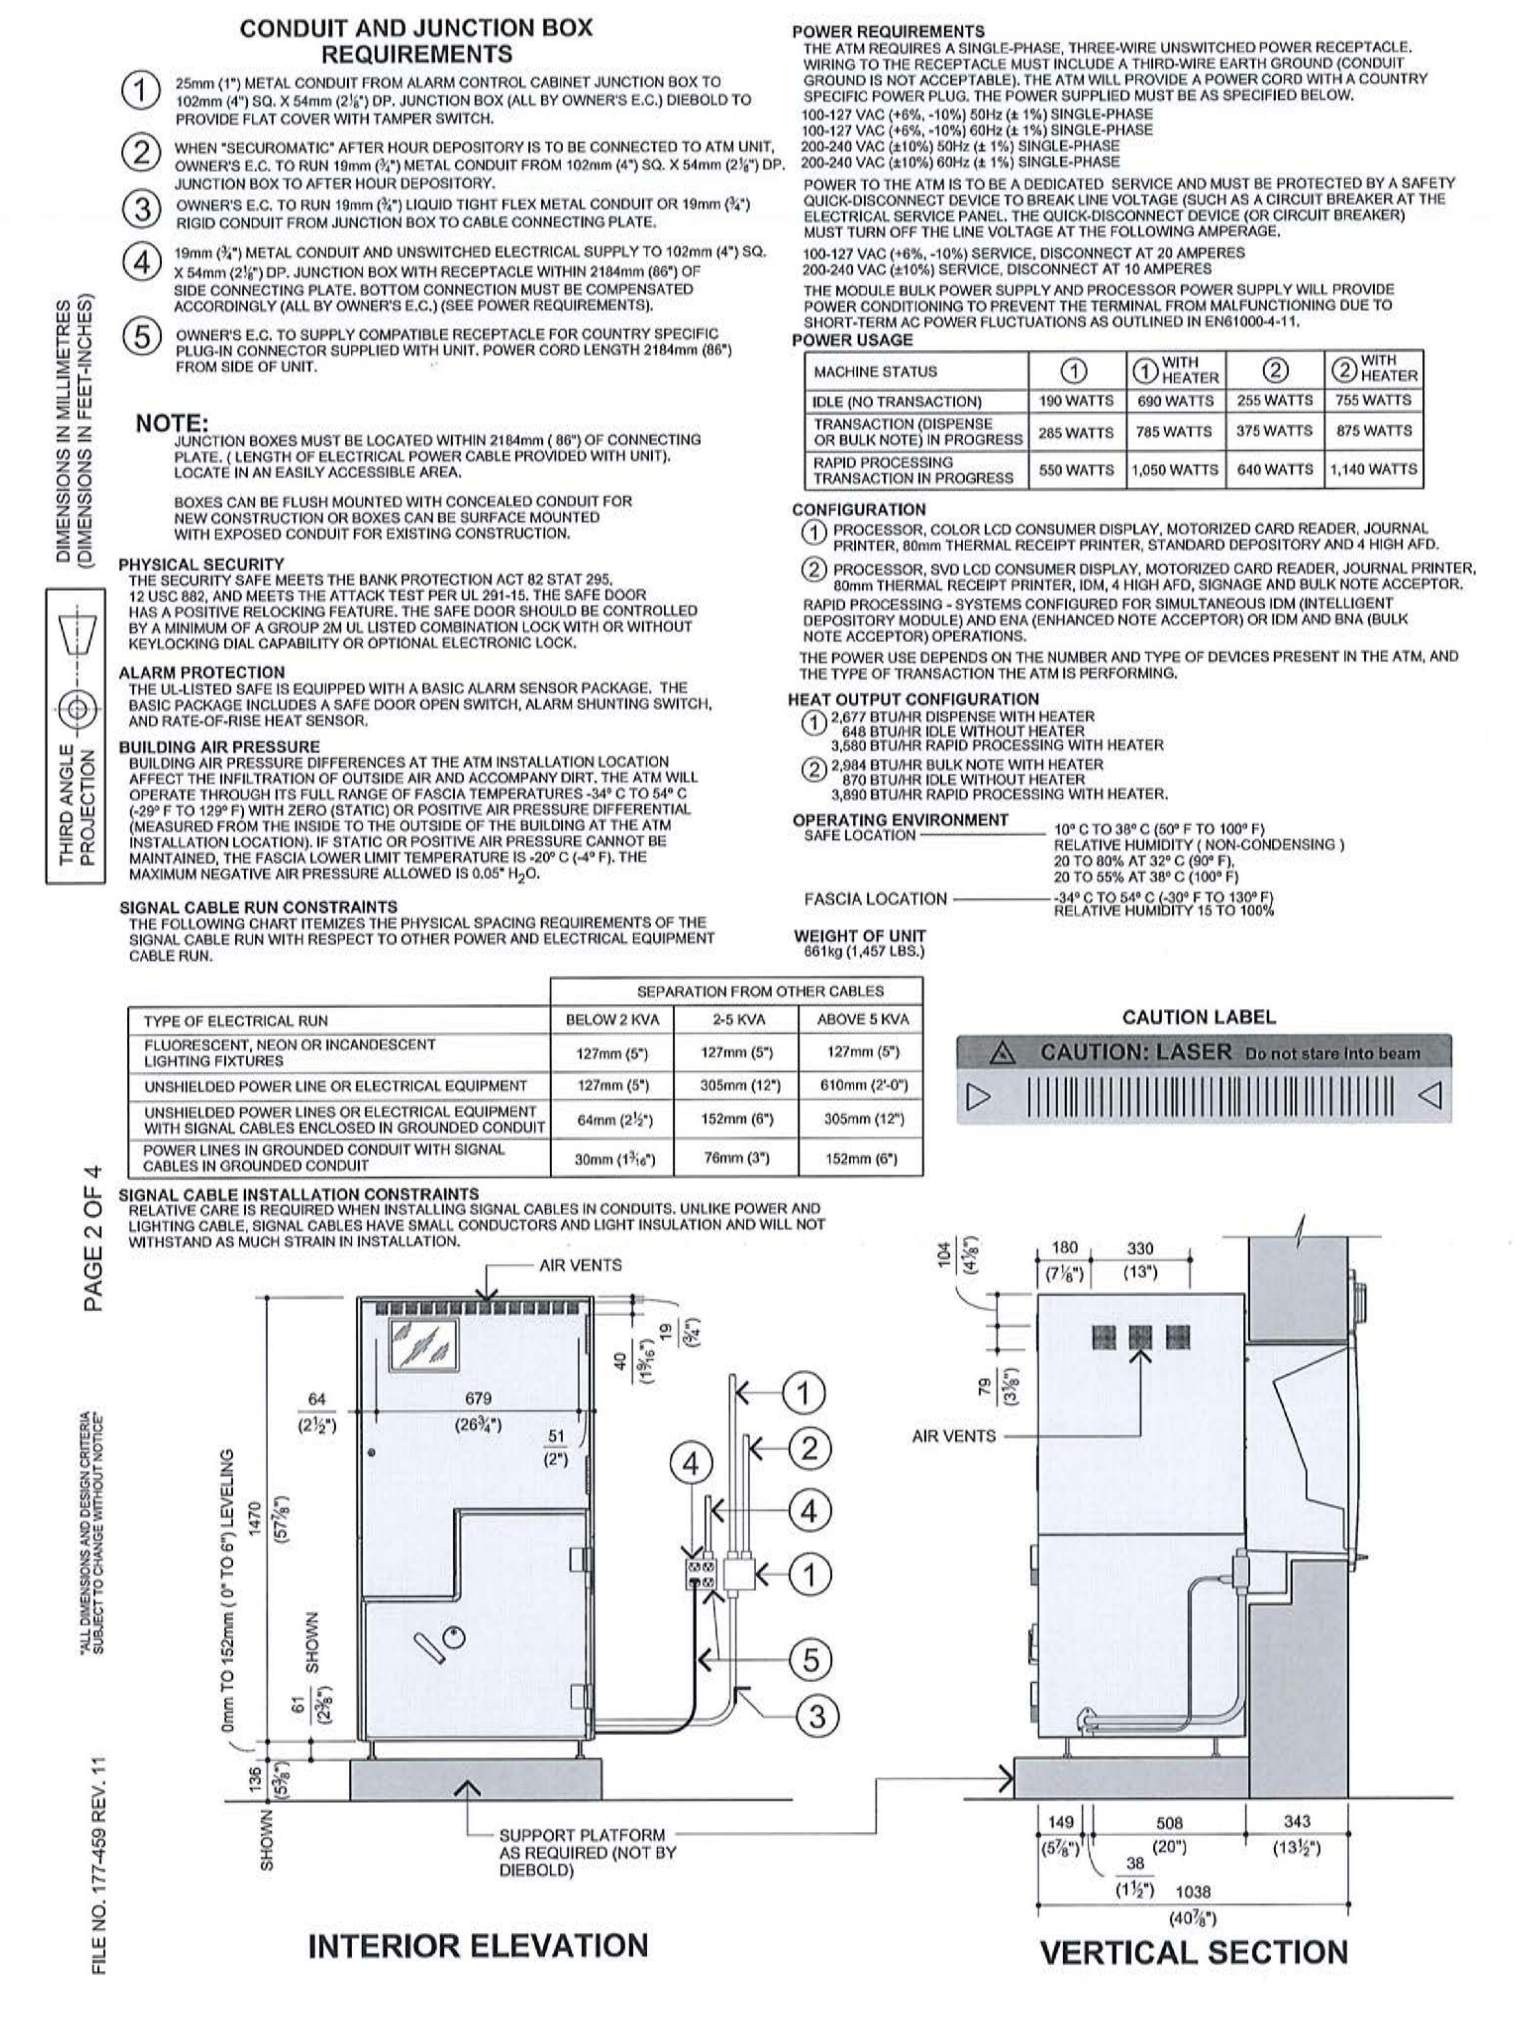 CONDUIT AND JUNCTION BOX
REQUIREMENTS
1 25mm (1") METAL CONDUIT FROM ALARM CONTROL CABINET JUNCTION BOX TO
102mm (4") SQ. X 54mm (2⅛") DP. JUNCTION BOX (ALL BY OWNER'S E.C.) DIEBOLD TO
PROVIDE FLAT COVER WITH TAMPER SWITCH.
2 WHEN "SECUROMATIC" AFTER HOUR DEPOSITORY IS TO BE CONNECTED TO ATM UNIT,
OWNER'S E.C. TO RUN 19mm (¾") METAL CONDUIT FROM 102mm (4") SQ. X 54mm (2⅛") DP.
JUNCTION BOX TO AFTER HOUR DEPOSITORY.
3 OWNER'S E.C. TO RUN 19mm (¾") LIQUID TIGHT FLEX METAL CONDUIT OR 19mm (¾")
RIGID CONDUIT FROM JUNCTION BOX TO CABLE CONNECTING PLATE.
4 19mm (¾") METAL CONDUIT AND UNSWITCHED ELECTRICAL SUPPLY TO 102mm (4") SQ.
X 54mm (2⅛") DP. JUNCTION BOX WITH RECEPTACLE WITHIN 2184mm (86") OF
SIDE CONNECTING PLATE. BOTTOM CONNECTION MUST BE COMPENSATED
ACCORDINGLY (ALL BY OWNER'S E.C.) (SEE POWER REQUIREMENTS).
5 OWNER'S E.C. TO SUPPLY COMPATIBLE RECEPTACLE FOR COUNTRY SPECIFIC
PLUG-IN CONNECTOR SUPPLIED WITH UNIT. POWER CORD LENGTH 2184mm (86")
FROM SIDE OF UNIT.
NOTE:
JUNCTION BOXES MUST BE LOCATED WITHIN 2184mm ( 86") OF CONNECTING
PLATE. ( LENGTH OF ELECTRICAL POWER CABLE PROVIDED WITH UNIT).
LOCATE IN AN EASILY ACCESSIBLE AREA.
BOXES CAN BE FLUSH MOUNTED WITH CONCEALED CONDUIT FOR
NEW CONSTRUCTION OR BOXES CAN BE SURFACE MOUNTED
WITH EXPOSED CONDUIT FOR EXISTING CONSTRUCTION.
PHYSICAL SECURITY
THE SECURITY SAFE MEETS THE BANK PROTECTION ACT 82 STAT 295,
12 USC 882, AND MEETS THE ATTACK TEST PER UL 291-15. THE SAFE DOOR
HAS A POSITIVE RELOCKING FEATURE. THE SAFE DOOR SHOULD BE CONTROLLED
BY A MINIMUM OF A GROUP 2M UL LISTED COMBINATION LOCK WITH OR WITHOUT
KEYLOCKING DIAL CAPABILITY OR OPTIONAL ELECTRONIC LOCK.
ALARM PROTECTION
THE UL-LISTED SAFE IS EQUIPPED WITH A BASIC ALARM SENSOR PACKAGE. THE
BASIC PACKAGE INCLUDES A SAFE DOOR OPEN SWITCH, ALARM SHUNTING SWITCH,
AND RATE-OF-RISE HEAT SENSOR.
BUILDING AIR PRESSURE
BUILDING AIR PRESSURE DIFFERENCES AT THE ATM INSTALLATION LOCATION
AFFECT THE INFILTRATION OF OUTSIDE AIR AND ACCOMPANY DIRT. THE ATM WILL
OPERATE THROUGH ITS FULL RANGE OF FASCIA TEMPERATURES -34° C TO 54° C
(-29° F TO 129° F) WITH ZERO (STATIC) OR POSITIVE AIR PRESSURE DIFFERENTIAL
(MEASURED FROM THE INSIDE TO THE OUTSIDE OF THE BUILDING AT THE ATM
INSTALLATION LOCATION). IF STATIC OR POSITIVE AIR PRESSURE CANNOT BE
MAINTAINED, THE FASCIA LOWER LIMIT TEMPERATURE IS -20° C (-4° F). THE
MAXIMUM NEGATIVE AIR PRESSURE ALLOWED IS 0.05" H₂O.
SIGNAL CABLE RUN CONSTRAINTS
THE FOLLOWING CHART ITEMIZES THE PHYSICAL SPACING REQUIREMENTS OF THE
SIGNAL CABLE RUN WITH RESPECT TO OTHER POWER AND ELECTRICAL EQUIPMENT
CABLE RUN.
POWER REQUIREMENTS
THE ATM REQUIRES A SINGLE-PHASE, THREE-WIRE UNSWITCHED POWER RECEPTACLE.
WIRING TO THE RECEPTACLE MUST INCLUDE A THIRD-WIRE EARTH GROUND (CONDUIT
GROUND IS NOT ACCEPTABLE). THE ATM WILL PROVIDE A POWER CORD WITH A COUNTRY
SPECIFIC POWER PLUG. THE POWER SUPPLIED MUST BE AS SPECIFIED BELOW.
100-127 VAC (+6%, -10%) 50Hz (± 1%) SINGLE-PHASE
100-127 VAC (+6%, -10%) 60Hz (± 1%) SINGLE-PHASE
200-240 VAC (±10%) 50Hz (± 1%) SINGLE-PHASE
200-240 VAC (±10%) 60Hz (± 1%) SINGLE-PHASE
POWER TO THE ATM IS TO BE A DEDICATED SERVICE AND MUST BE PROTECTED BY A SAFETY
QUICK-DISCONNECT DEVICE TO BREAK LINE VOLTAGE (SUCH AS A CIRCUIT BREAKER AT THE
ELECTRICAL SERVICE PANEL. THE QUICK-DISCONNECT DEVICE (OR CIRCUIT BREAKER)
MUST TURN OFF THE LINE VOLTAGE AT THE FOLLOWING AMPERAGE.
100-127 VAC (+6%, -10%) SERVICE, DISCONNECT AT 20 AMPERES
200-240 VAC (±10%) SERVICE, DISCONNECT AT 10 AMPERES
THE MODULE BULK POWER SUPPLY AND PROCESSOR POWER SUPPLY WILL PROVIDE
POWER CONDITIONING TO PREVENT THE TERMINAL FROM MALFUNCTIONING DUE TO
SHORT-TERM AC POWER FLUCTUATIONS AS OUTLINED IN EN61000-4-11.
POWER USAGE
MACHINE STATUS 1 1 WITH HEATER 2 2 WITH HEATER
IDLE (NO TRANSACTION) 190 WATTS 690 WATTS 255 WATTS 755 WATTS
TRANSACTION (DISPENSE
OR BULK NOTE) IN PROGRESS 285 WATTS 785 WATTS 375 WATTS 875 WATTS
RAPID PROCESSING
TRANSACTION IN PROGRESS 550 WATTS 1,050 WATTS 640 WATTS 1,140 WATTS
CONFIGURATION
1 PROCESSOR, COLOR LCD CONSUMER DISPLAY, MOTORIZED CARD READER, JOURNAL
PRINTER, 80mm THERMAL RECEIPT PRINTER, STANDARD DEPOSITORY AND 4 HIGH AFD.
2 PROCESSOR, SVD LCD CONSUMER DISPLAY, MOTORIZED CARD READER, JOURNAL PRINTER,
80mm THERMAL RECEIPT PRINTER, IDM, 4 HIGH AFD, SIGNAGE AND BULK NOTE ACCEPTOR.
RAPID PROCESSING - SYSTEMS CONFIGURED FOR SIMULTANEOUS IDM (INTELLIGENT
DEPOSITORY MODULE) AND ENA (ENHANCED NOTE ACCEPTOR) OR IDM AND BNA (BULK
NOTE ACCEPTOR) OPERATIONS.
THE POWER USE DEPENDS ON THE NUMBER AND TYPE OF DEVICES PRESENT IN THE ATM, AND
THE TYPE OF TRANSACTION THE ATM IS PERFORMING.
HEAT OUTPUT CONFIGURATION
1 2,677 BTU/HR DISPENSE WITH HEATER
648 BTU/HR IDLE WITHOUT HEATER
3,580 BTU/HR RAPID PROCESSING WITH HEATER
2 2,984 BTU/HR BULK NOTE WITH HEATER
870 BTU/HR IDLE WITHOUT HEATER
3,890 BTU/HR RAPID PROCESSING WITH HEATER.
OPERATING ENVIRONMENT
SAFE LOCATION 10° C TO 38° C (50° F TO 100° F)
RELATIVE HUMIDITY ( NON-CONDENSING )
20 TO 80% AT 32° C (90° F),
20 TO 55% AT 38° C (100° F)
FASCIA LOCATION -34° C TO 54° C (-30° F TO 130° F)
RELATIVE HUMIDITY 15 TO 100%
WEIGHT OF UNIT
661kg (1,457 LBS.)
SEPARATION FROM OTHER CABLES
TYPE OF ELECTRICAL RUN BELOW 2 KVA 2-5 KVA ABOVE 5 KVA
FLUORESCENT, NEON OR INCANDESCENT
LIGHTING FIXTURES 127mm (5") 127mm (5") 127mm (5")
UNSHIELDED POWER LINE OR ELECTRICAL EQUIPMENT 127mm (5") 305mm (12") 610mm (2'-0")
UNSHIELDED POWER LINES OR ELECTRICAL EQUIPMENT
WITH SIGNAL CABLES ENCLOSED IN GROUNDED CONDUIT 64mm (2½") 152mm (6") 305mm (12")
POWER LINES IN GROUNDED CONDUIT WITH SIGNAL
CABLES IN GROUNDED CONDUIT 30mm (1³⁄₁₆") 76mm (3") 152mm (6")
CAUTION LABEL
CAUTION: LASER Do not stare into beam
SIGNAL CABLE INSTALLATION CONSTRAINTS
RELATIVE CARE IS REQUIRED WHEN INSTALLING SIGNAL CABLES IN CONDUITS. UNLIKE POWER AND
LIGHTING CABLE, SIGNAL CABLES HAVE SMALL CONDUCTORS AND LIGHT INSULATION AND WILL NOT
WITHSTAND AS MUCH STRAIN IN INSTALLATION.
AIR VENTS
19
(¾")
40
(1⁹⁄₁₆")
64
(2½")
679
(26¾")
51
(2")
1470
(57⅞")
0mm TO 152mm ( 0" TO 6") LEVELING
61
(2⅜")
SHOWN
136
(5⅜")
SHOWN
1
2
4
4
1
5
3
SUPPORT PLATFORM
AS REQUIRED (NOT BY
DIEBOLD)
INTERIOR ELEVATION
104
(4⅛")
180
(7⅛")
330
(13")
79
(3⅛")
AIR VENTS
149
(5⅞")
508
(20")
343
(13½")
38
(1½")
1038
(40⅞")
VERTICAL SECTION
DIMENSIONS IN MILLIMETRES
(DIMENSIONS IN FEET-INCHES)
THIRD ANGLE
PROJECTION
PAGE 2 OF 4
"ALL DIMENSIONS AND DESIGN CRITERIA
SUBJECT TO CHANGE WITHOUT NOTICE"
FILE NO. 177-459 REV. 11